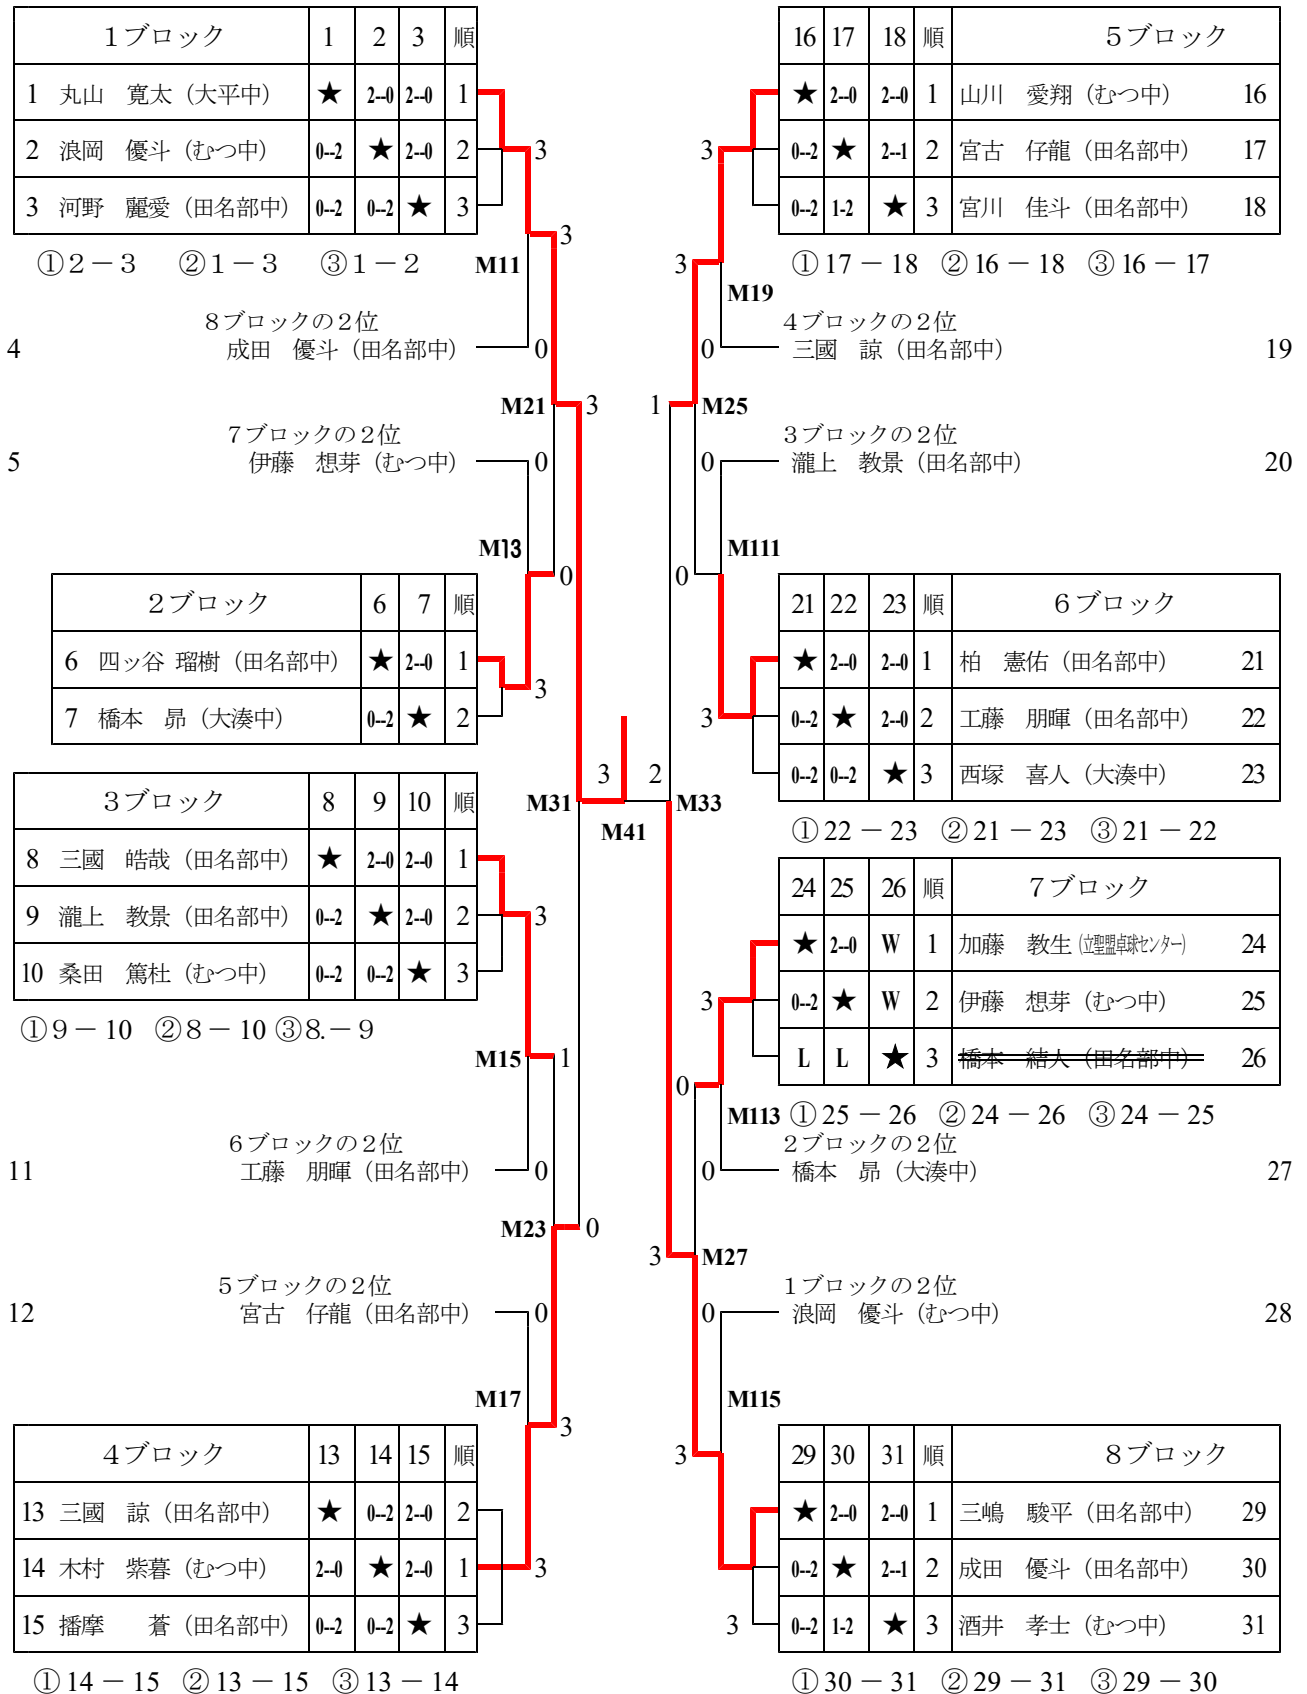 １ブロック 1 2 3 順
1 丸山　寛太（大平中） ★ 2--0 2--0 1
2 浪岡　優斗（むつ中） 0--2 ★ 2--0 2
3 河野　麗愛（田名部中） 0--2 0--2 ★ 3
①２－３ ②１－３ ③１－２
3
3
M11
８ブロックの２位
4 成田　優斗（田名部中） 0
M21 3
７ブロックの２位
5 伊藤　想芽（むつ中） 0
M13
0
２ブロック 6 7 順
6 四ッ谷 瑠樹（田名部中） ★ 2--0 1
7 橋本　昴（大湊中） 0--2 ★ 2
3
３ブロック 8 9 10 順
8 三國　皓哉（田名部中） ★ 2--0 2--0 1
9 瀧上　教景（田名部中） 0--2 ★ 2--0 2
10 桑田　篤杜（むつ中） 0--2 0--2 ★ 3
①９－10 ②８－10 ③8.－９
3
M31
3 2
M41
M33
M15 1
６ブロックの２位
11 工藤　朋暉（田名部中） 0
M23 0
５ブロックの２位
12 宮古　仔龍（田名部中） 0
M17
3
４ブロック 13 14 15 順
13 三國　諒（田名部中） ★ 0--2 2--0 2
14 木村　紫暮（むつ中） 2--0 ★ 2--0 1
15 播摩　　蒼（田名部中） 0--2 0--2 ★ 3
3
①14－15 ②13－15 ③13－14
16 17 18 順 ５ブロック
★ 2--0 2--0 1 山川　愛翔（むつ中） 16
0--2 ★ 2--1 2 宮古　仔龍（田名部中） 17
0--2 1-2 ★ 3 宮川　佳斗（田名部中） 18
3
①17－18 ②16－18 ③16－17
3
M19
４ブロックの２位
0 三國　諒（田名部中） 19
1 M25
３ブロックの２位
0 瀧上　教景（田名部中） 20
M111
0
21 22 23 順 ６ブロック
★ 2--0 2--0 1 柏　憲佑（田名部中） 21
0--2 ★ 2--0 2 工藤　朋暉（田名部中） 22
0--2 0--2 ★ 3 西塚　喜人（大湊中） 23
3
①22－23 ②21－23 ③21－22
24 25 26 順 ７ブロック
★ 2--0 W 1 加藤　教生（立聖盟卓球センター） 24
0--2 ★ W 2 伊藤　想芽（むつ中） 25
L L ★ 3 橋本　結人（田名部中） 26
3
0
M113 ①25－26 ②24－26 ③24－25
２ブロックの２位
0 橋本　昴（大湊中） 27
3 M27
１ブロックの２位
0 浪岡　優斗（むつ中） 28
M115
3
29 30 31 順 ８ブロック
★ 2--0 2--0 1 三嶋　駿平（田名部中） 29
0--2 ★ 2--1 2 成田　優斗（田名部中） 30
3 0--2 1-2 ★ 3 酒井　孝士（むつ中） 31
①30－31 ②29－31 ③29－30